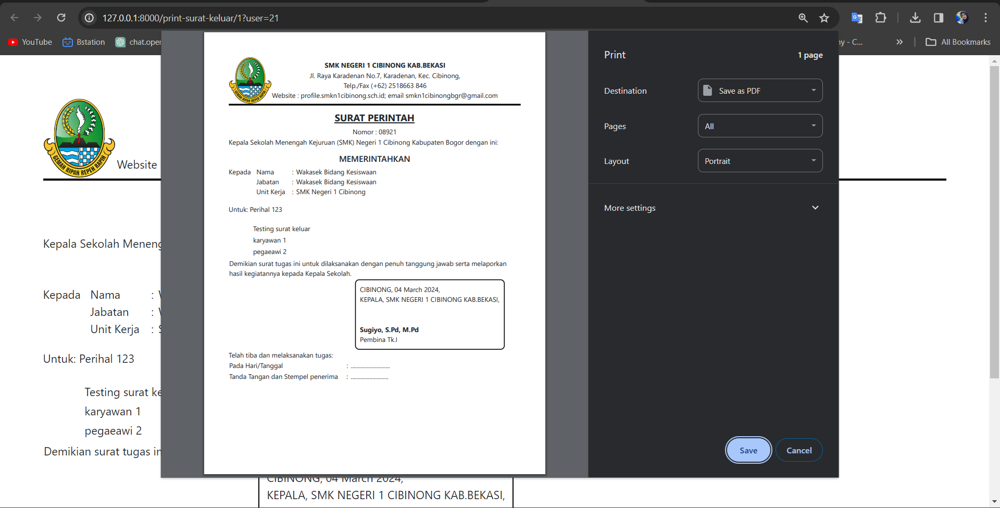 127.0.0.1:8000/print-surat-keluar/1?user=21
YouTube
Bstation
chat.oper
ny - C...
All Bookmarks
GEMAH RIPAH REPEH RAPIH
Website
Kepala Sekolah Meneng
Kepada Nama :
Jabatan :
Unit Kerja : S
Untuk: Perihal 123
Testing surat ke
karyawan 1
pegaeawi 2
Demikian surat tugas in
CIBINONG, 04 March 2024,
KEPALA, SMK NEGERI 1 CIBINONG KAB.BEKASI,
GEMAH RIPAH REPEH RAPIH
SMK NEGERI 1 CIBINONG KAB.BEKASI
Jl. Raya Karadenan No.7, Karadenan, Kec. Cibinong,
Telp./Fax (+62) 2518663 846
Website : profile.smkn1cibinong.sch.id; email smkn1cibinongbgr@gmail.com
SURAT PERINTAH
Nomor : 08921
Kepala Sekolah Menengah Kejuruan (SMK) Negeri 1 Cibinong Kabupaten Bogor dengan ini:
MEMERINTAHKAN
Kepada Nama : Wakasek Bidang Kesiswaan
Jabatan : Wakasek Bidang Kesiswaan
Unit Kerja : SMK Negeri 1 Cibinong
Untuk: Perihal 123
Testing surat keluar
karyawan 1
pegaeawi 2
Demikian surat tugas ini untuk dilaksanakan dengan penuh tanggung jawab serta melaporkan
hasil kegiatannya kepada Kepala Sekolah.
CIBINONG, 04 March 2024,
KEPALA, SMK NEGERI 1 CIBINONG KAB.BEKASI,
Sugiyo, S.Pd, M.Pd
Pembina Tk.I
Telah tiba dan melaksanakan tugas:
Pada Hari/Tanggal : ...........................
Tanda Tangan dan Stempel penerima : ..........................
Print
1 page
Destination
Save as PDF
Pages
All
Layout
Portrait
More settings
Save
Cancel